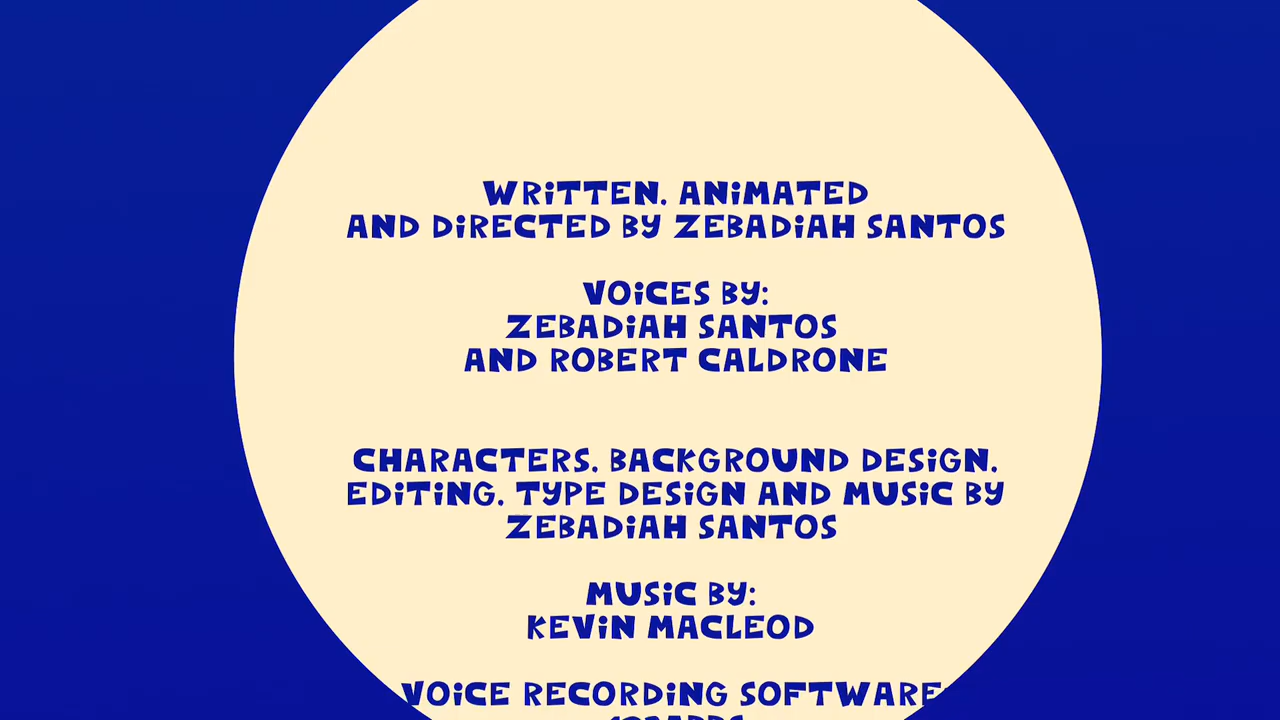 WRiTTEN, ANiMATED
AND DiRECTED BY ZEBADiAH SANTOS
VOiCES BY:
ZEBADiAH SANTOS
AND ROBERT CALDRONE
CHARACTERS, BACKGROUND DESiGN,
EDiTiNG, TYPE DESiGN AND MUSiC BY
ZEBADiAH SANTOS
MUSiC BY:
KEViN MACLEOD
VOiCE RECORDiNG SOFTWARE